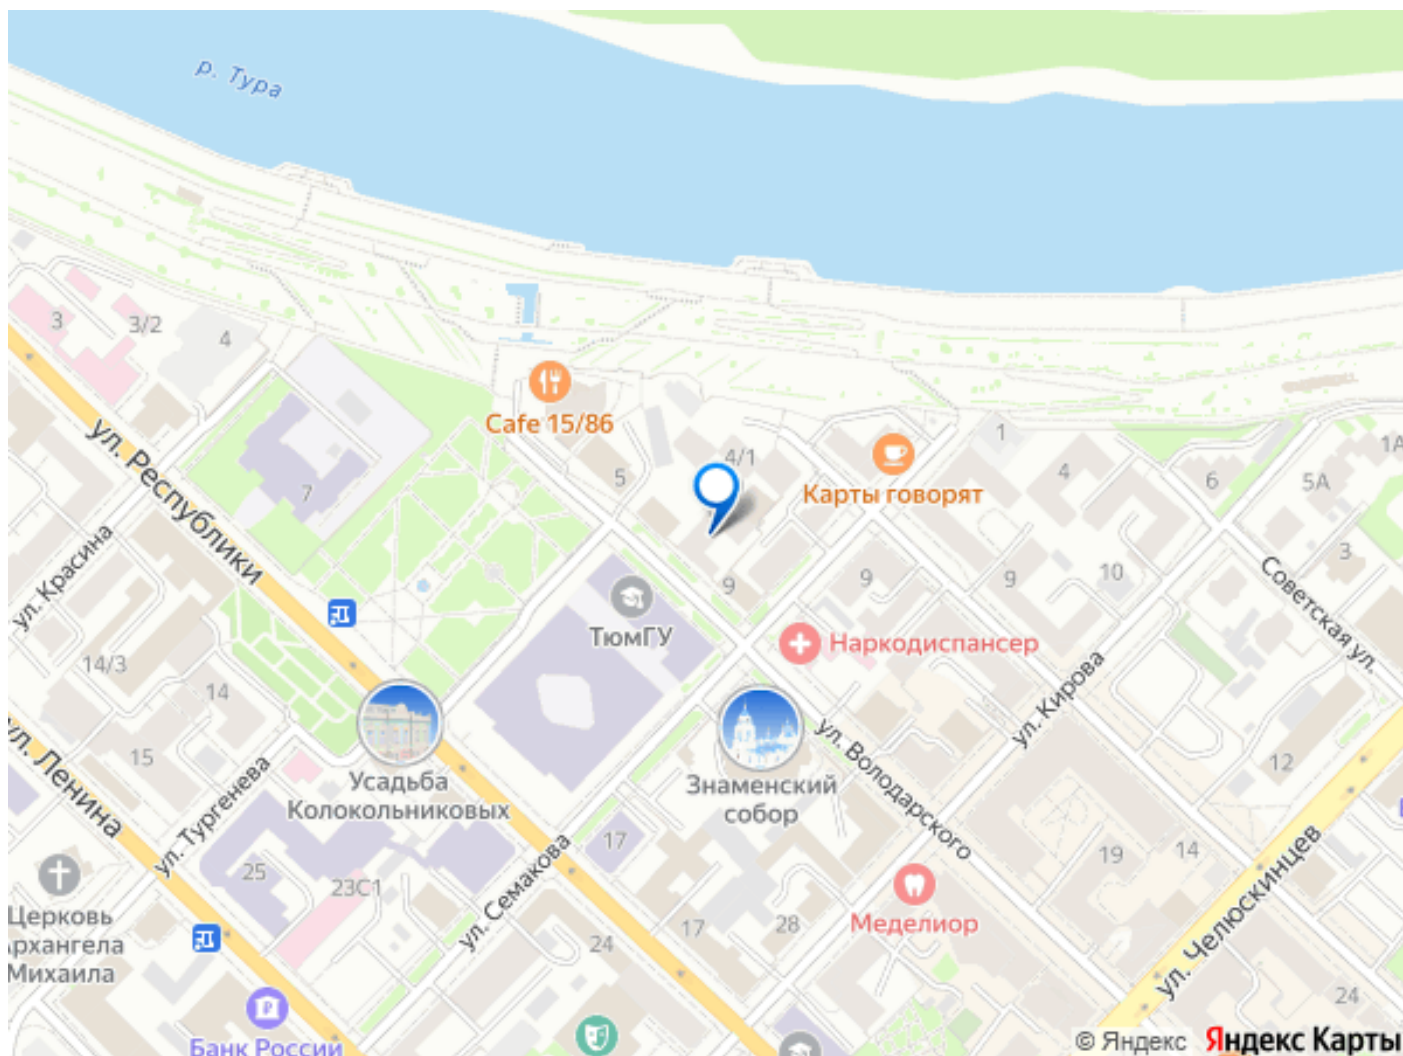 р. Тура
3
3/2
4
Cafe 15/86
ул. Республики
5
4/1
Карты говорят
1
4
6
5А
1А
7
ул. Красина
9
9
9
10
3
Советская ул.
ТюмГУ
Наркодиспансер
14/3
14
15
ул. Кирова
ул. Ленина
ул. Тургенева
Усадьба
Колокольниковых
Знаменский
собор
ул. Володарского
12
17
19
14
25
23С1
ул. Семакова
Церковь
Архангела
Михаила
17
28
24
Меделиор
ул. Челюскинцев
24
Банк России
© Яндекс Яндекс Карты